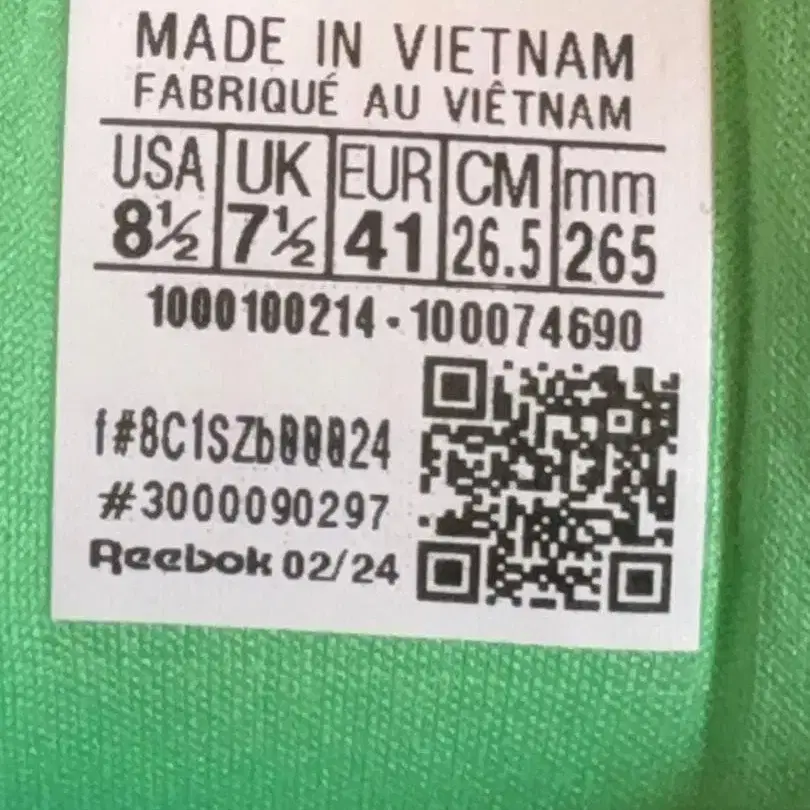 MADE IN VIETNAM
FABRIQUÉ AU VIÊTNAM
USA UK EUR CM mm
8½ 7½ 41 26.5 265
1000100214 - 100074690
f#8C1SZb00024
#3000090297
Reebok 02/24